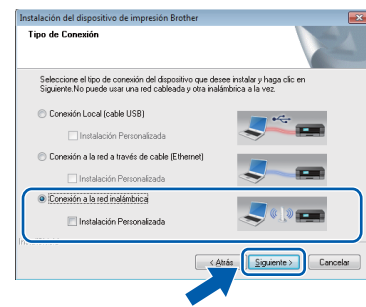 Instalación del dispositivo de impresión Brother
Tipo de Conexión
Seleccione el tipo de conexión del dispositivo que desee instalar y haga clic en
Siguiente.No puede usar una red cableada y otra inalámbrica a la vez.
Conexión Local (cable USB)
Instalación Personalizada
Conexión a la red a través de cable (Ethernet)
Instalación Personalizada
Conexión a la red inalámbrica
Instalación Personalizada
< Atrás
Siguiente >
Cancelar